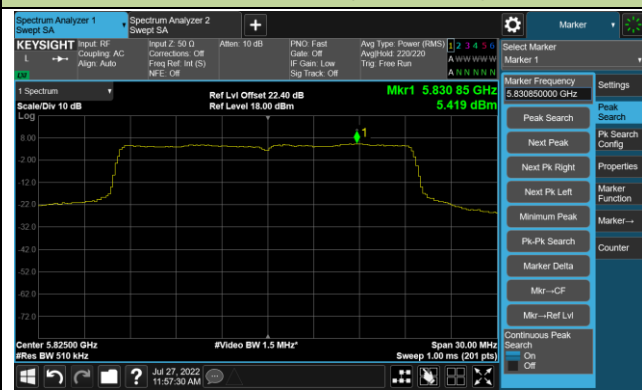 Spectrum Analyzer 1
Swept SA
Spectrum Analyzer 2
Swept SA
Marker
KEYSIGHT
L
LVI
Input: RF
Coupling: AC
Align: Auto
Input Z: 50 Ω
Corrections: Off
Freq Ref: Int (S)
NFE: Off
Atten: 10 dB
PNO: Fast
Gate: Off
IF Gain: Low
Sig Track: Off
Avg Type: Power (RMS)
Avg|Hold: 220/220
Trig: Free Run
1 2 3 4 5 6
A W W W W W
A N N N N N
Select Marker
Marker 1
1 Spectrum
Scale/Div 10 dB
Log
Ref Lvl Offset 22.40 dB
Ref Level 18.00 dBm
Mkr1 5.830 85 GHz
5.419 dBm
8.00
-2.00
-12.0
-22.0
-32.0
-42.0
-52.0
-62.0
-72.0
1
Center 5.82500 GHz
#Res BW 510 kHz
#Video BW 1.5 MHz*
Span 30.00 MHz
Sweep 1.00 ms (201 pts)
Marker Frequency
5.830850000 GHz
Peak Search
Next Peak
Next Pk Right
Next Pk Left
Minimum Peak
Pk-Pk Search
Marker Delta
Mkr→CF
Mkr→Ref Lvl
Continuous Peak
Search
On
Off
Settings
Peak
Search
Pk Search
Config
Properties
Marker
Function
Marker→
Counter
?
Jul 27, 2022
11:57:30 AM